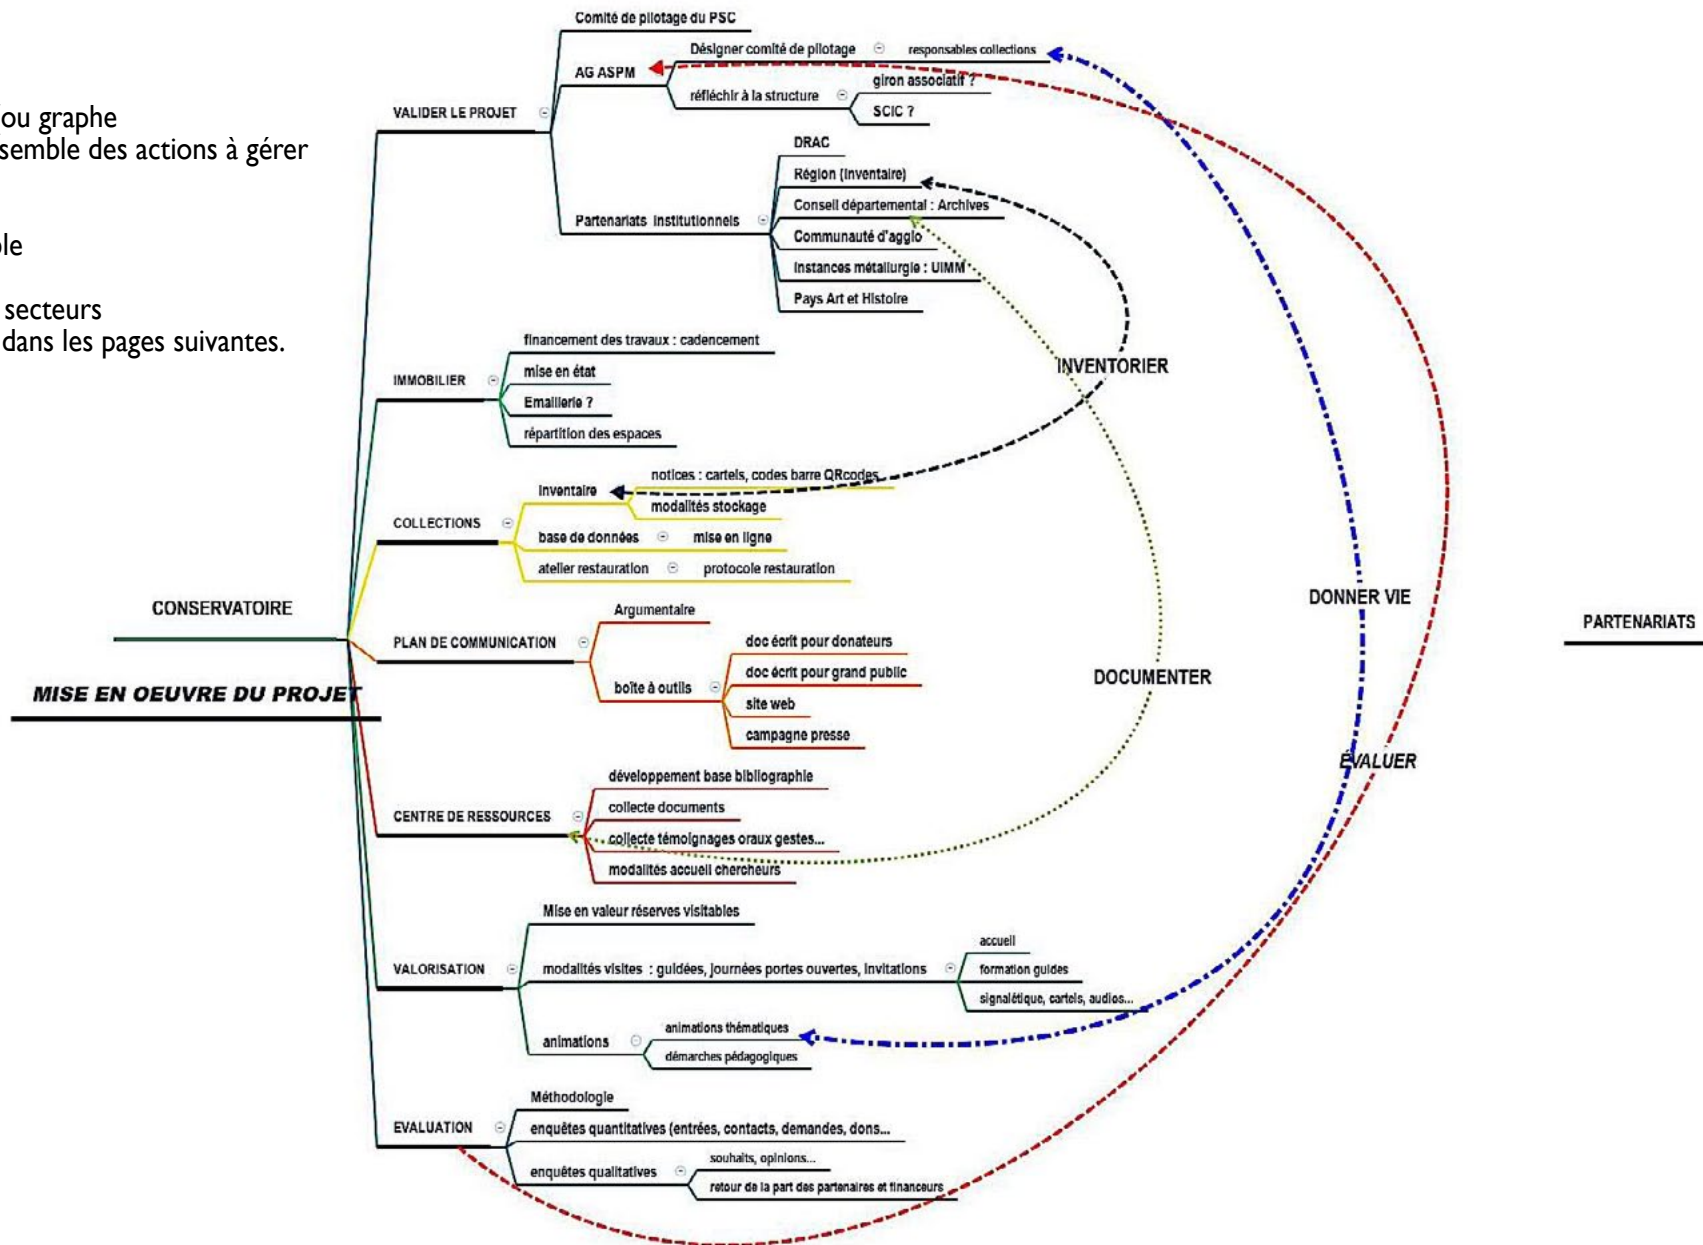 ou graphe
semble des actions à gérer
ble
secteurs
dans les pages suivantes.
CONSERVATOIRE
MISE EN OEUVRE DU PROJET
VALIDER LE PROJET
Comité de pilotage du PSC
AG ASPM
Désigner comité de pilotage
responsables collections
réfléchir à la structure
giron associatif ?
SCIC ?
Partenariats institutionnels
DRAC
Région (Inventaire)
Conseil départemental : Archives
Communauté d'agglo
Instances métallurgie : UIMM
Pays Art et Histoire
IMMOBILIER
financement des travaux : cadencement
mise en état
Emaillerie ?
répartition des espaces
COLLECTIONS
Inventaire
notices : cartels, codes barre QRcodes
modalités stockage
base de données
mise en ligne
atelier restauration
protocole restauration
PLAN DE COMMUNICATION
Argumentaire
boîte à outils
doc écrit pour donateurs
doc écrit pour grand public
site web
campagne presse
CENTRE DE RESSOURCES
développement base bibliographie
collecte documents
collecte témoignages oraux gestes...
modalités accueil chercheurs
VALORISATION
Mise en valeur réserves visitables
modalités visites : guidées, journées portes ouvertes, invitations
accueil
formation guides
signalétique, cartels, audios...
animations
animations thématiques
démarches pédagogiques
EVALUATION
Méthodologie
enquêtes quantitatives (entrées, contacts, demandes, dons...
enquêtes qualitatives
souhaits, opinions...
retour de la part des partenaires et financeurs
INVENTORIER
DOCUMENTER
DONNER VIE
ÉVALUER
PARTENARIATS